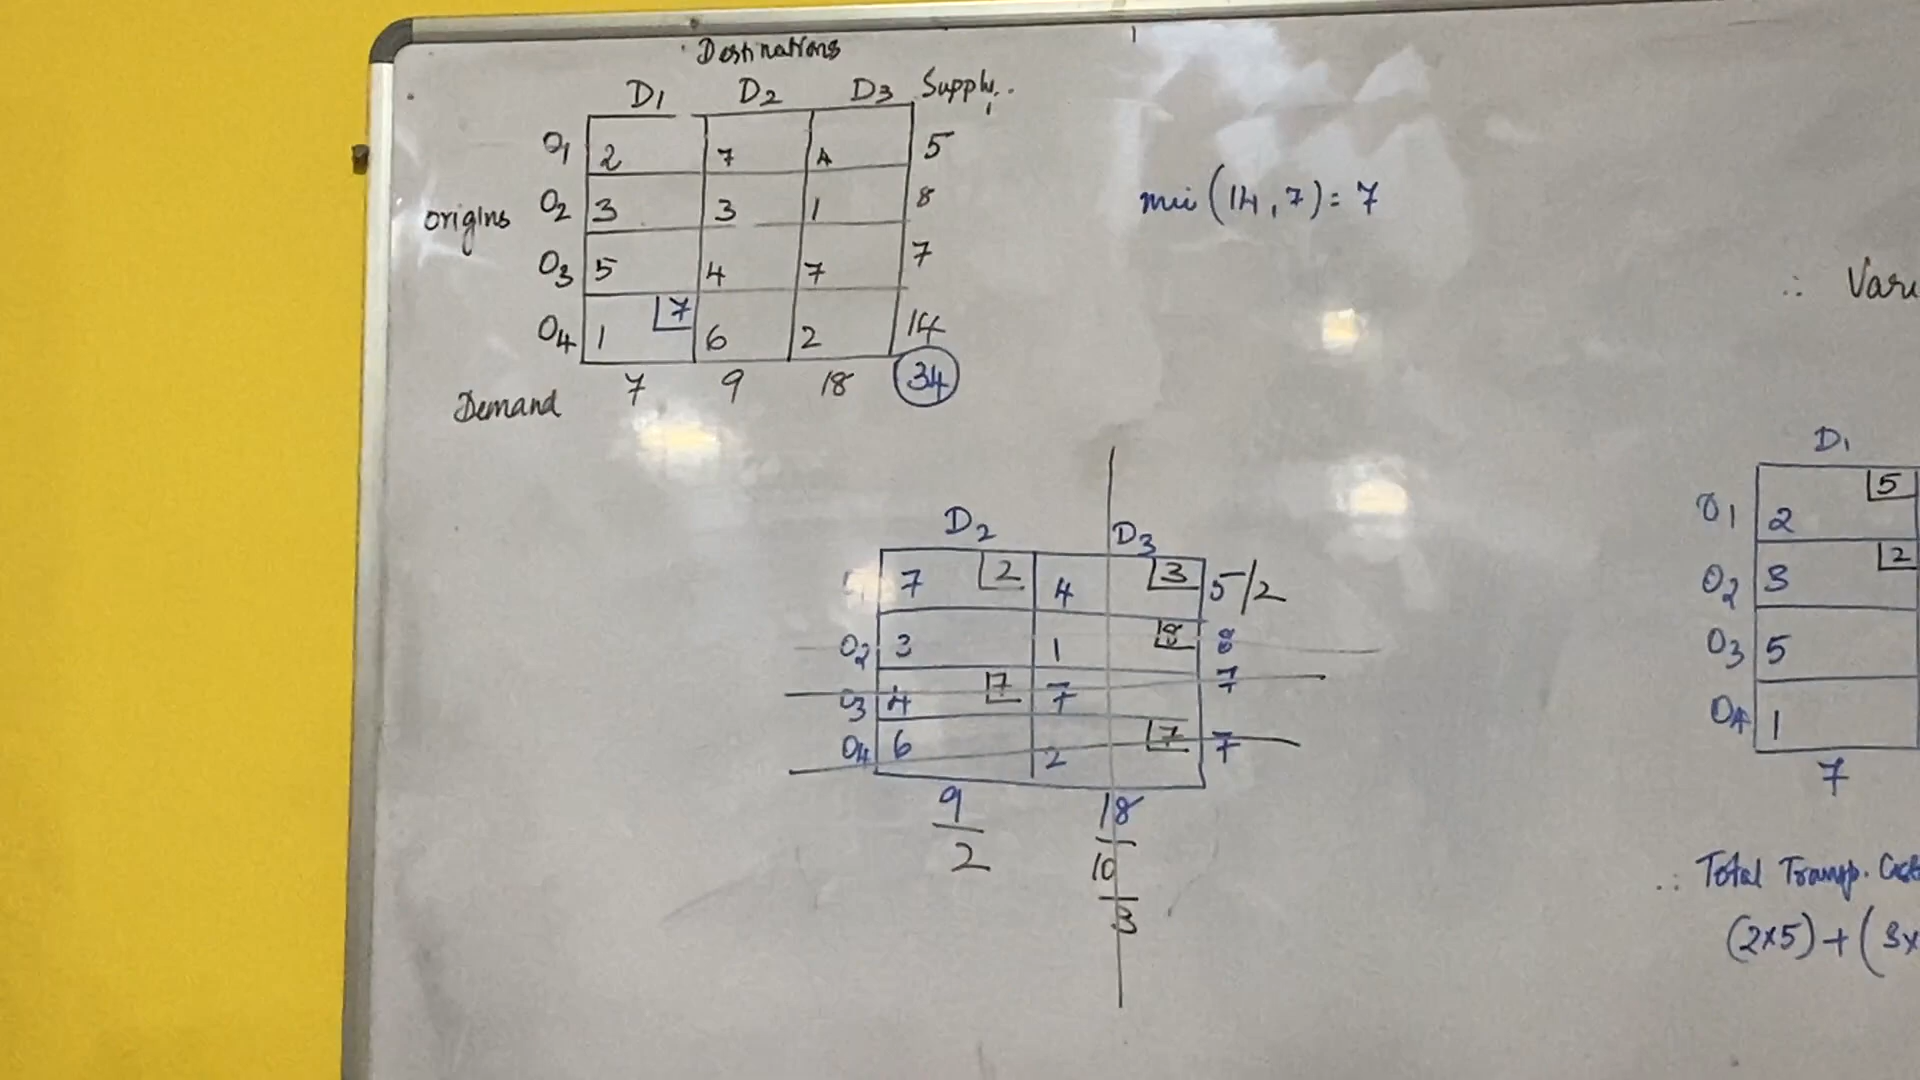 Destinations
D1 D2 D3 Supply
O1 2 7 4 5
origins O2 3 3 1 8
O3 5 4 7 7
O4 1 7 6 2 14
Demand 7 9 18 34
min (14,7) = 7
∴ Vari
D2 D3
7 2 4 3 5/2
O2 3 1 8 8
O3 4 7 7 7
O4 6 2 7 7
9 18
2 10
3
D1
O1 2 5
O2 3 2
O3 5
O4 1
7
∴ Total Transp. Cost
(2×5) + (3×